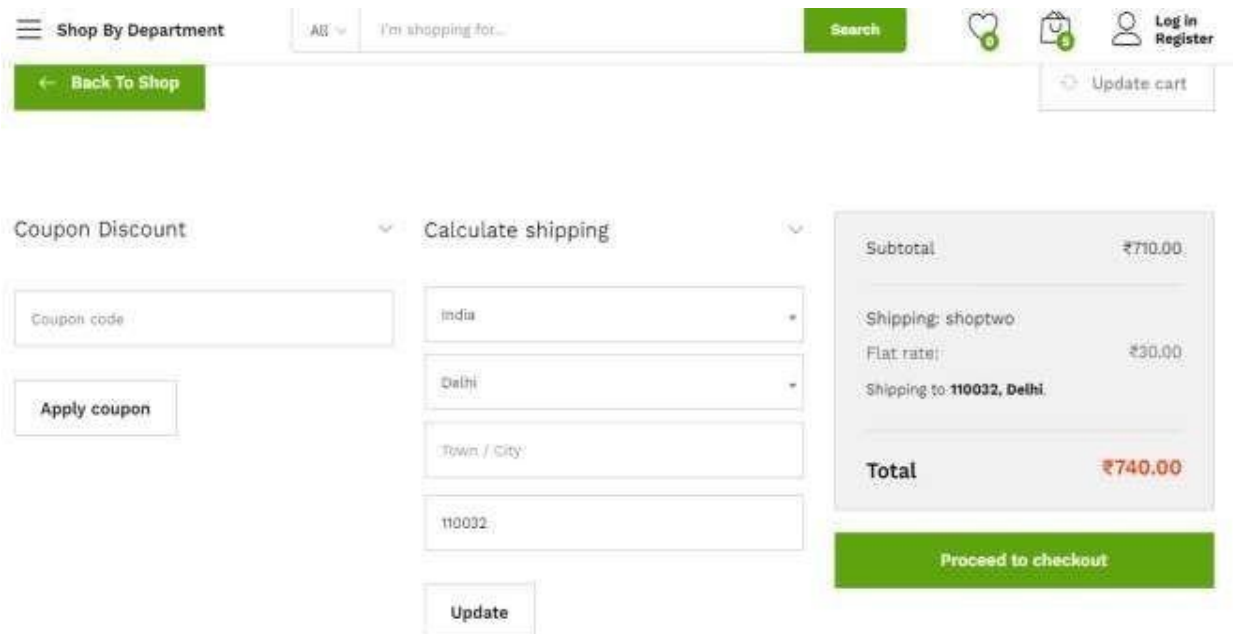 Shop By Department
All
I'm shopping for...
Search
0
5
Log in
Register
← Back To Shop
Update cart
Coupon Discount
Calculate shipping
Subtotal ₹710.00
Coupon code
India
Shipping: shoptwo
Flat rate: ₹30.00
Delhi
Shipping to 110032, Delhi.
Apply coupon
Town / City
Total ₹740.00
110032
Proceed to checkout
Update